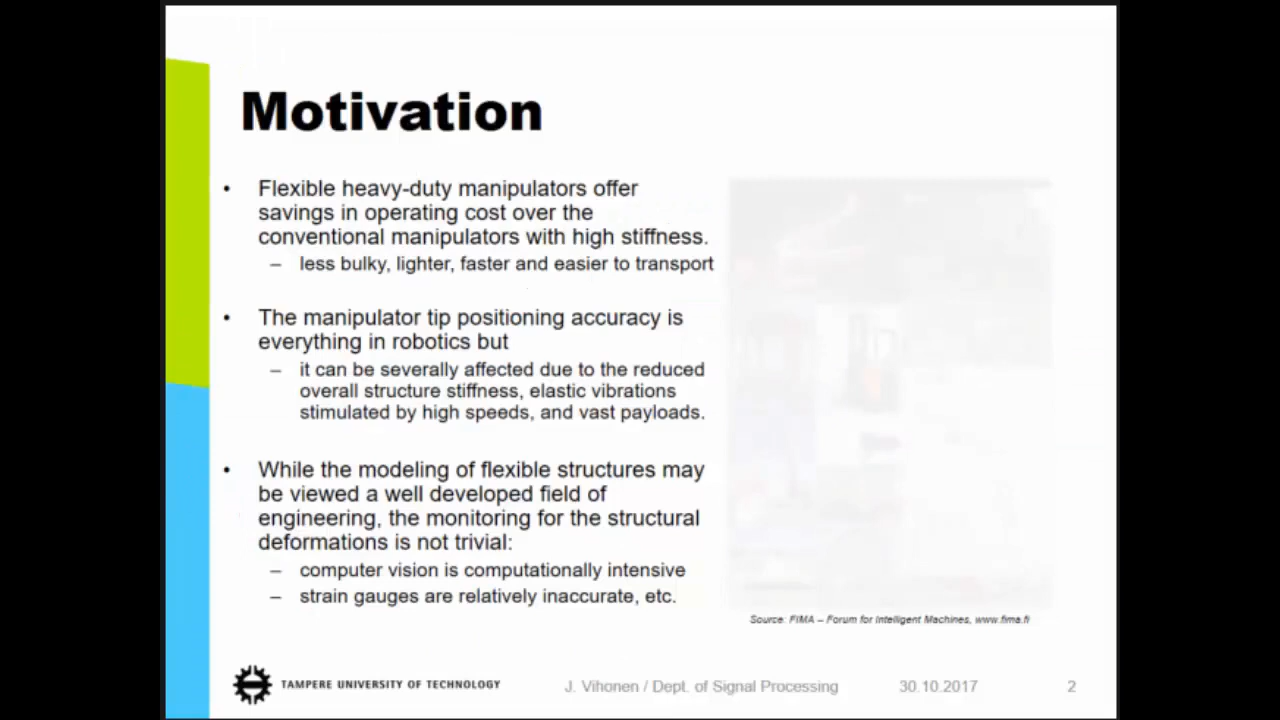 Motivation
• Flexible heavy-duty manipulators offer
savings in operating cost over the
conventional manipulators with high stiffness.
– less bulky, lighter, faster and easier to transport
• The manipulator tip positioning accuracy is
everything in robotics but
– it can be severally affected due to the reduced
overall structure stiffness, elastic vibrations
stimulated by high speeds, and vast payloads.
• While the modeling of flexible structures may
be viewed a well developed field of
engineering, the monitoring for the structural
deformations is not trivial:
– computer vision is computationally intensive
– strain gauges are relatively inaccurate, etc.
Source: FIMA – Forum for Intelligent Machines, www.fima.fi
TAMPERE UNIVERSITY OF TECHNOLOGY
J. Vihonen / Dept. of Signal Processing
30.10.2017
2